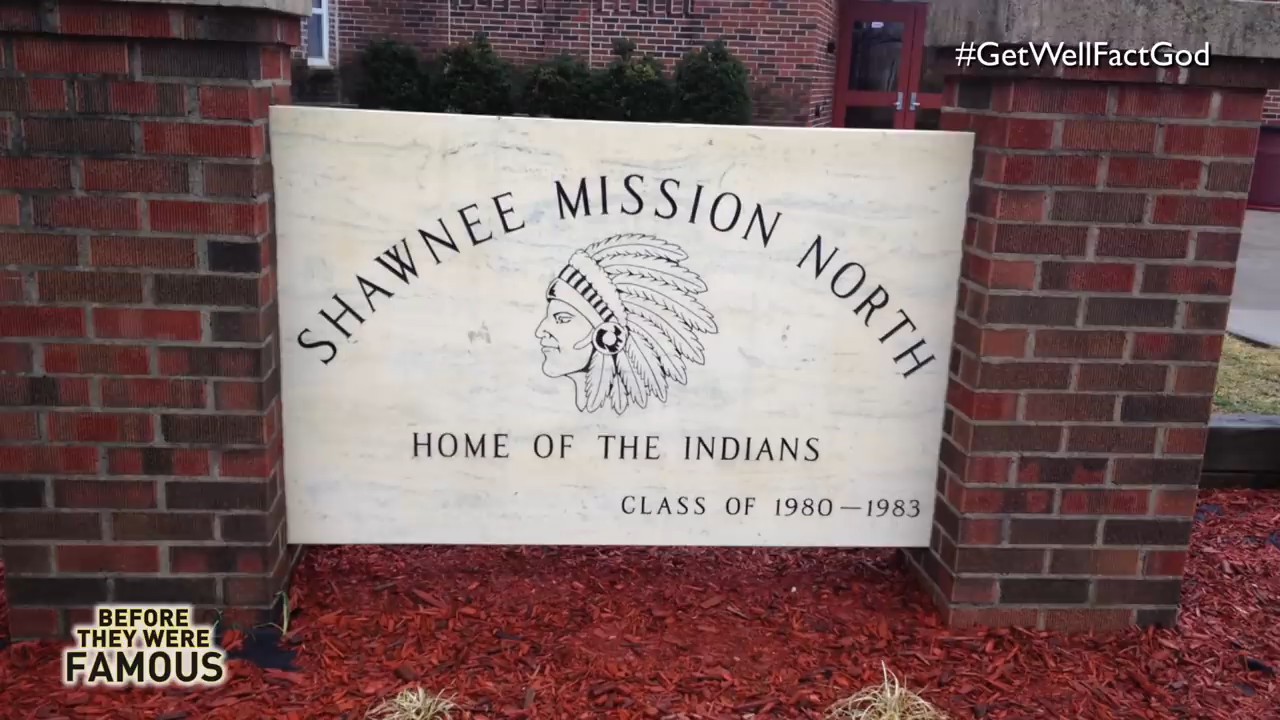 #GetWellFactGod
SHAWNEE MISSION NORTH
HOME OF THE INDIANS
CLASS OF 1980—1983
BEFORE
THEY WERE
FAMOUS